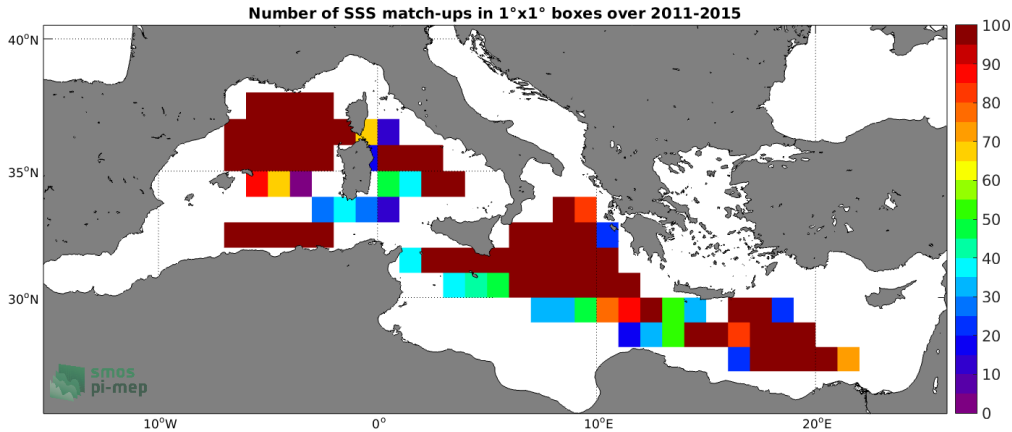 Number of SSS match-ups in 1°x1° boxes over 2011-2015
40°N
35°N
30°N
10°W
0°
10°E
20°E
100
90
80
70
60
50
40
30
20
10
0
smos
pi-mep